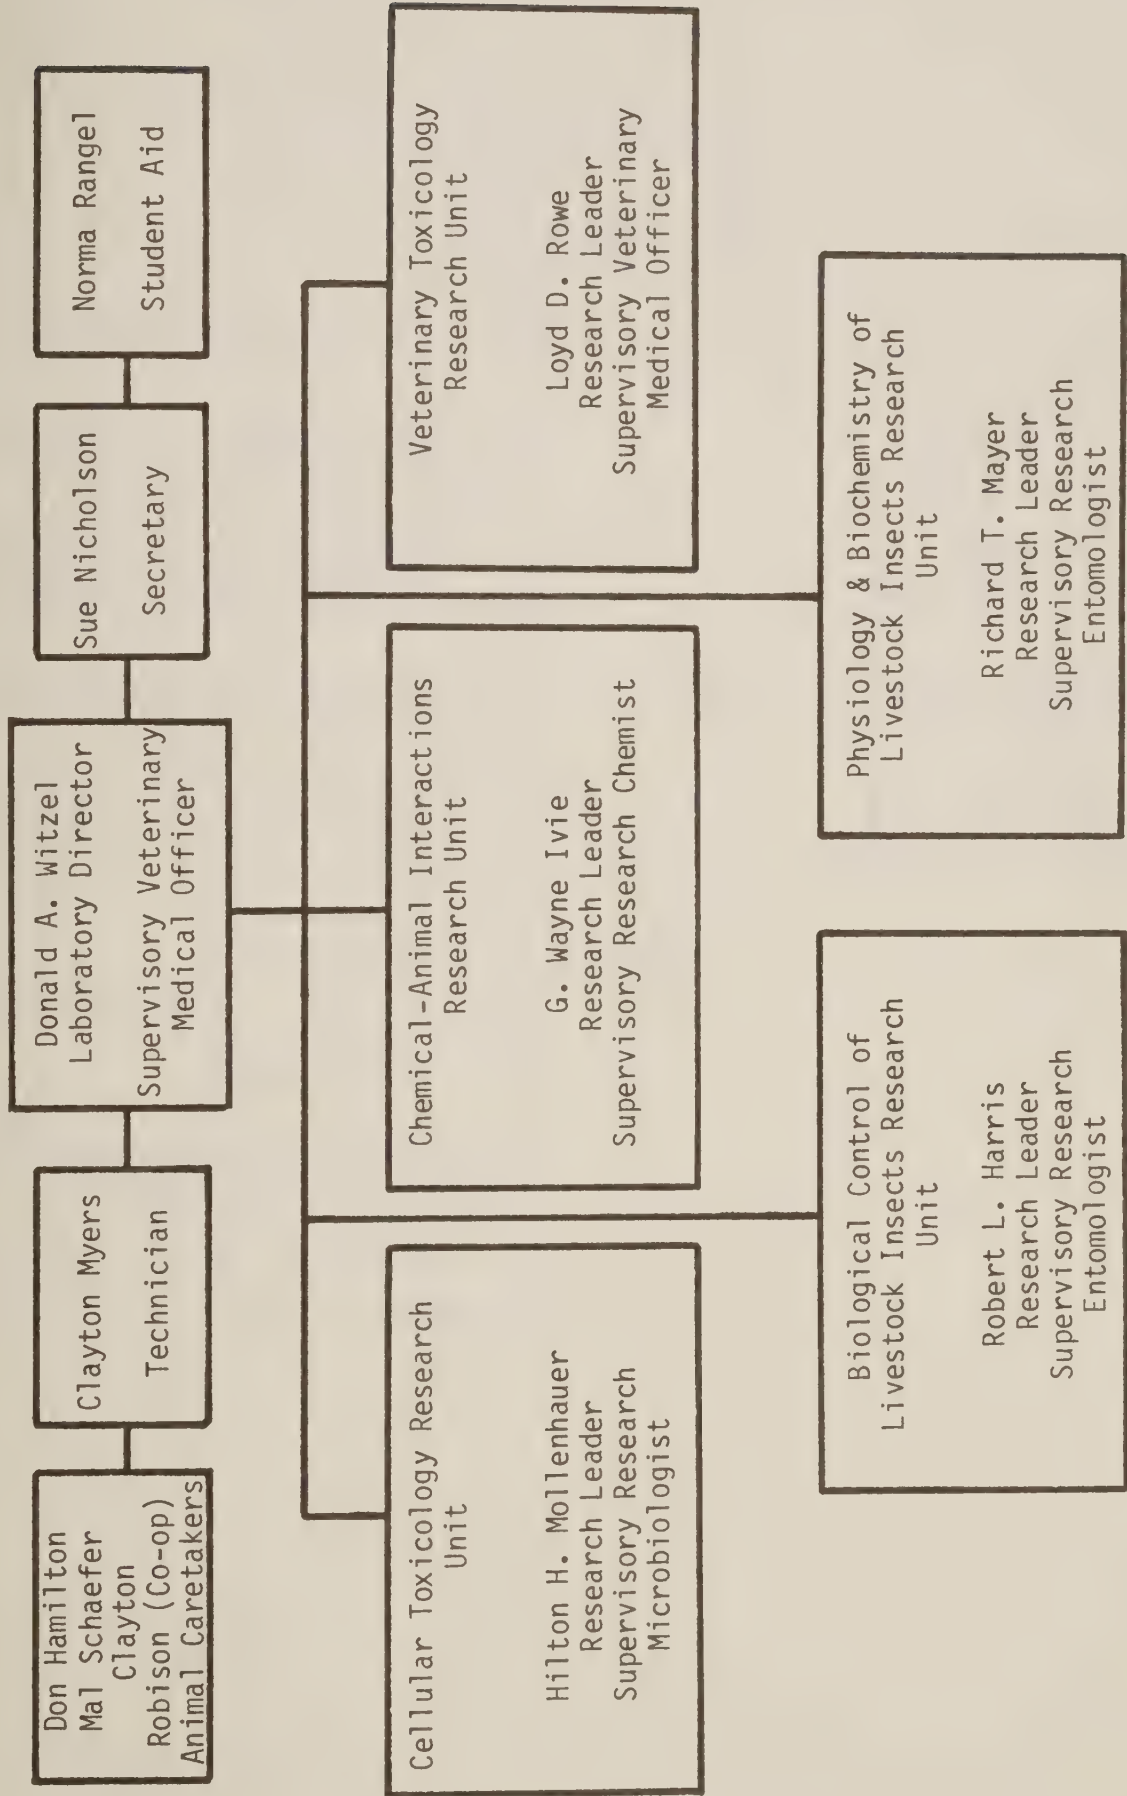 Don Hamilton
Mal Schaefer
Clayton
Robison (Co-op)
Animal Caretakers
Clayton Myers
Technician
Donald A. Witzel
Laboratory Director
Supervisory Veterinary
Medical Officer
Sue Nicholson
Secretary
Norma Rangel
Student Aid
Cellular Toxicology Research
Unit
Hilton H. Mollenhauer
Research Leader
Supervisory Research
Microbiologist
Chemical-Animal Interactions
Research Unit
G. Wayne Ivie
Research Leader
Supervisory Research Chemist
Veterinary Toxicology
Research Unit
Loyd D. Rowe
Research Leader
Supervisory Veterinary
Medical Officer
Biological Control of
Livestock Insects Research
Unit
Robert L. Harris
Research Leader
Supervisory Research
Entomologist
Physiology & Biochemistry of
Livestock Insects Research
Unit
Richard T. Mayer
Research Leader
Supervisory Research
Entomologist